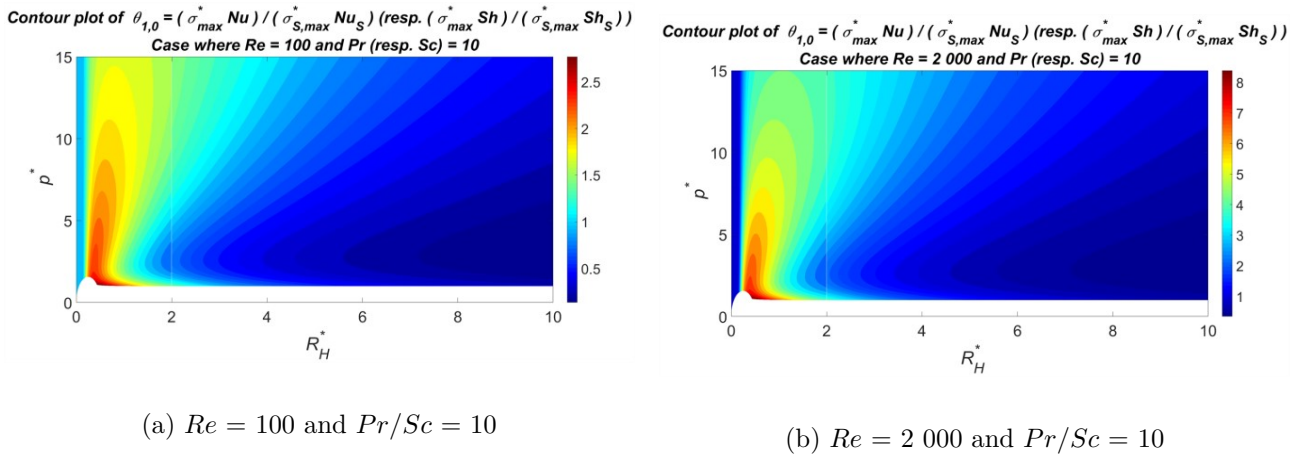 Contour plot of θ1,0 = ( σ*max Nu ) / ( σ*S,max NuS ) (resp. ( σ*max Sh ) / ( σ*S,max ShS ) )
Case where Re = 100 and Pr (resp. Sc) = 10
15
10
5
0
p*
0 2 4 6 8 10
R*H
2.5
2
1.5
1
0.5
(a) Re = 100 and Pr/Sc = 10
Contour plot of θ1,0 = ( σ*max Nu ) / ( σ*S,max NuS ) (resp. ( σ*max Sh ) / ( σ*S,max ShS ) )
Case where Re = 2 000 and Pr (resp. Sc) = 10
15
10
5
0
p*
0 2 4 6 8 10
R*H
8
7
6
5
4
3
2
1
(b) Re = 2 000 and Pr/Sc = 10